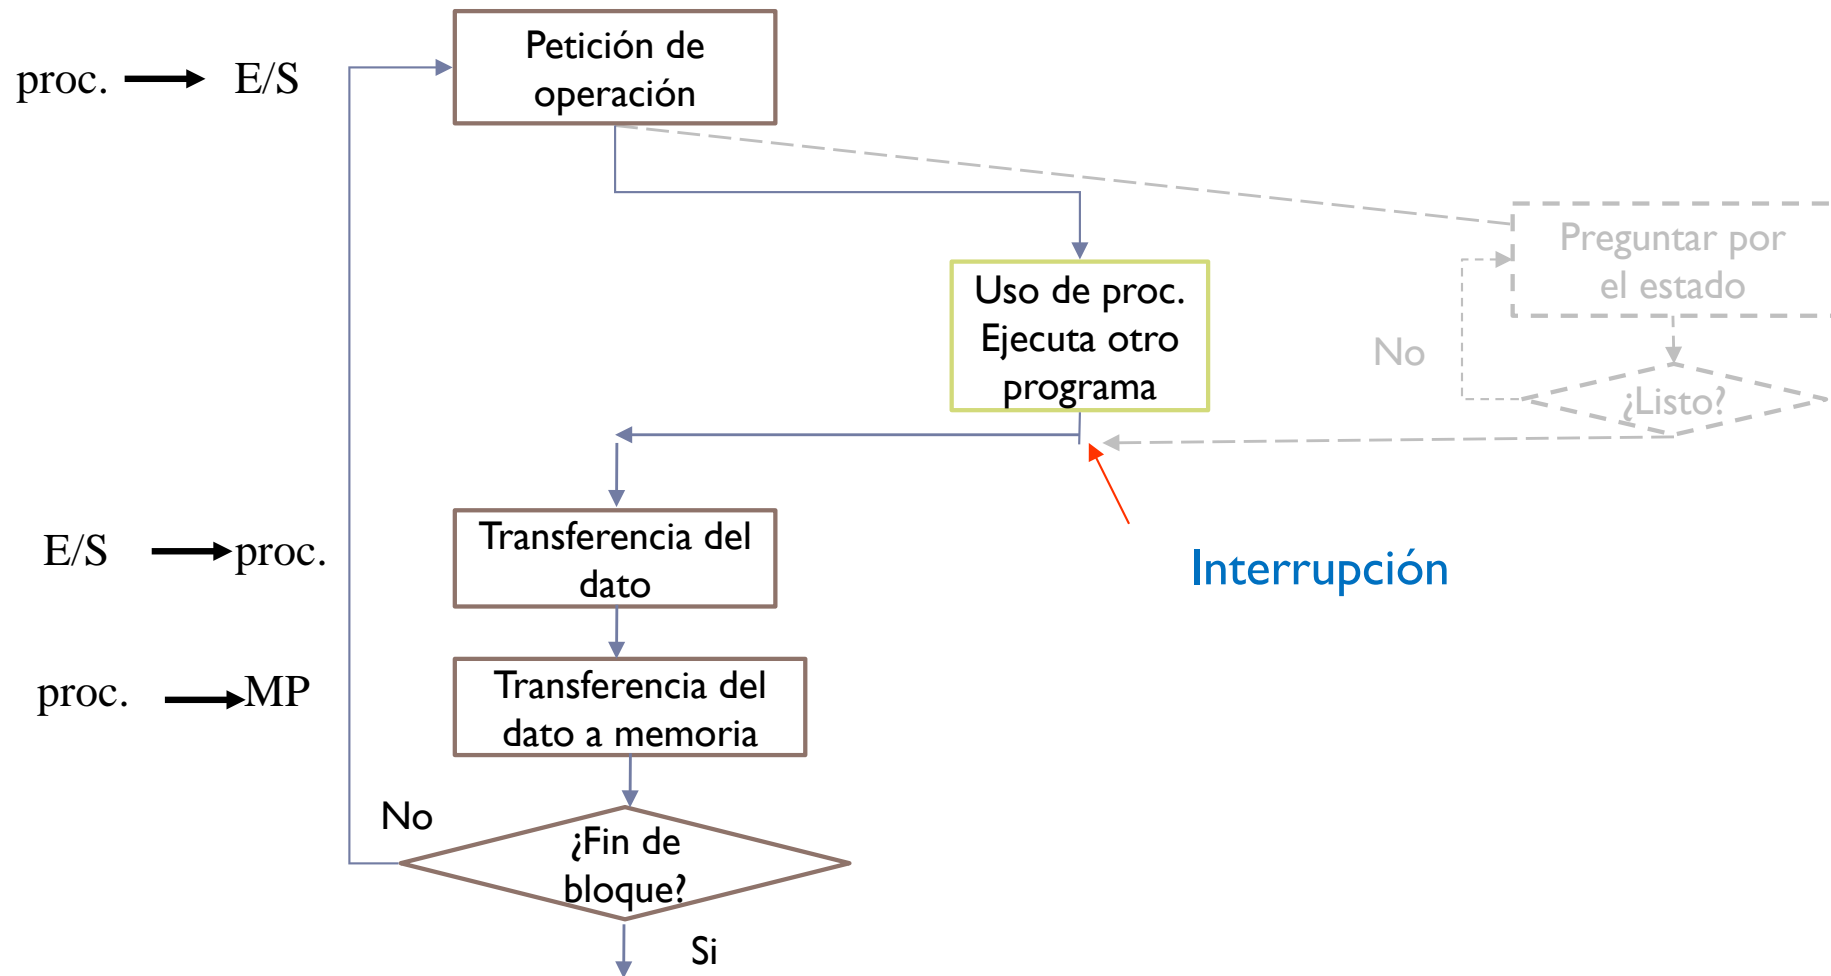 Petición de
operación
proc. E/S
Preguntar por
el estado
Uso de proc.
Ejecuta otro
programa
No
¿Listo?
Transferencia del
dato
E/S proc.
Interrupción
Transferencia del
dato a memoria
proc. MP
No
¿Fin de
bloque?
Si